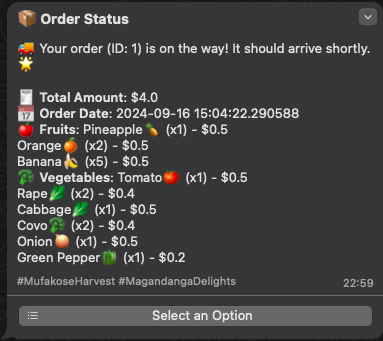 📦 Order Status
🚚 Your order (ID: 1) is on the way! It should arrive shortly.
🌟
🧾 Total Amount: $4.0
📅 Order Date: 2024-09-16 15:04:22.290588
🍎 Fruits: Pineapple🍍 (x1) - $0.5
Orange🍊 (x2) - $0.5
Banana🍌 (x5) - $0.5
🥦 Vegetables: Tomato🍅 (x1) - $0.5
Rape🥬 (x2) - $0.4
Cabbage🥬 (x1) - $0.5
Covo🥦 (x2) - $0.4
Onion🧅 (x1) - $0.5
Green Pepper🫑 (x1) - $0.2
#MufakoseHarvest #MagandangaDelights
22:59
Select an Option